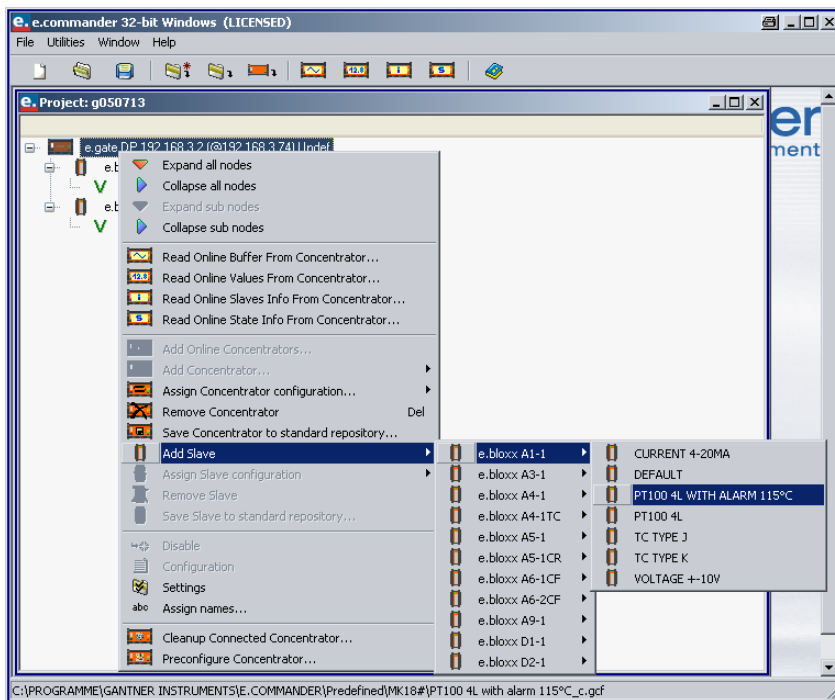 e.commander 32-bit Windows (LICENSED)
File Utilities Window Help
Project: g050713
e.gate DP 192.168.3.2 (@192.168.3.74) Undef
e.b
V
e.b
V
Expand all nodes
Collapse all nodes
Expand sub nodes
Collapse sub nodes
Read Online Buffer From Concentrator...
Read Online Values From Concentrator...
Read Online Slaves Info From Concentrator...
Read Online State Info From Concentrator...
Add Online Concentrators...
Add Concentrator...
Assign Concentrator configuration...
Remove Concentrator Del
Save Concentrator to standard repository...
Add Slave
Assign Slave configuration
Remove Slave
Save Slave to standard repository...
Disable
Configuration
Settings
abc Assign names...
Cleanup Connected Concentrator...
Preconfigure Concentrator...
e.bloxx A1-1
e.bloxx A3-1
e.bloxx A4-1
e.bloxx A4-1TC
e.bloxx A5-1
e.bloxx A5-1CR
e.bloxx A6-1CF
e.bloxx A6-2CF
e.bloxx A9-1
e.bloxx D1-1
e.bloxx D2-1
CURRENT 4-20MA
DEFAULT
PT100 4L WITH ALARM 115°C
PT100 4L
TC TYPE J
TC TYPE K
VOLTAGE +-10V
er
ment
C:\PROGRAMME\GANTNER INSTRUMENTS\E.COMMANDER\Predefined\MK18#\PT100 4L with alarm 115°C_c.gcf